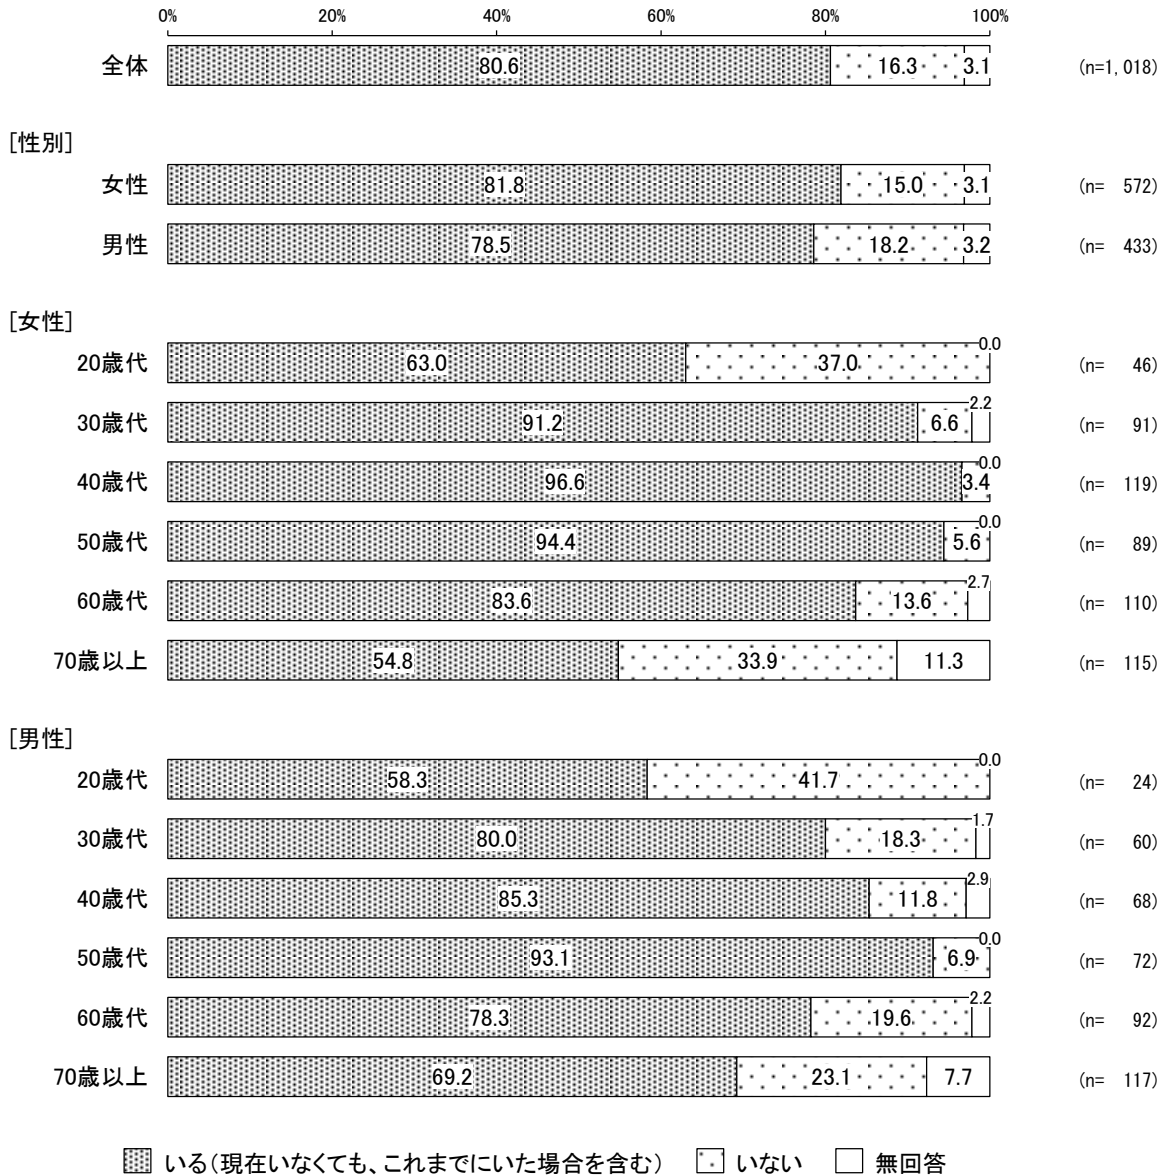 0% 20% 40% 60% 80% 100%
全体 80.6 16.3 3.1 (n=1,018)
[性別]
女性 81.8 15.0 3.1 (n= 572)
男性 78.5 18.2 3.2 (n= 433)
[女性]
20歳代 63.0 37.0 0.0 (n= 46)
30歳代 91.2 6.6 2.2 (n= 91)
40歳代 96.6 3.4 0.0 (n= 119)
50歳代 94.4 5.6 0.0 (n= 89)
60歳代 83.6 13.6 2.7 (n= 110)
70歳以上 54.8 33.9 11.3 (n= 115)
[男性]
20歳代 58.3 41.7 0.0 (n= 24)
30歳代 80.0 18.3 1.7 (n= 60)
40歳代 85.3 11.8 2.9 (n= 68)
50歳代 93.1 6.9 0.0 (n= 72)
60歳代 78.3 19.6 2.2 (n= 92)
70歳以上 69.2 23.1 7.7 (n= 117)
いる(現在いなくても、これまでにいた場合を含む) いない 無回答